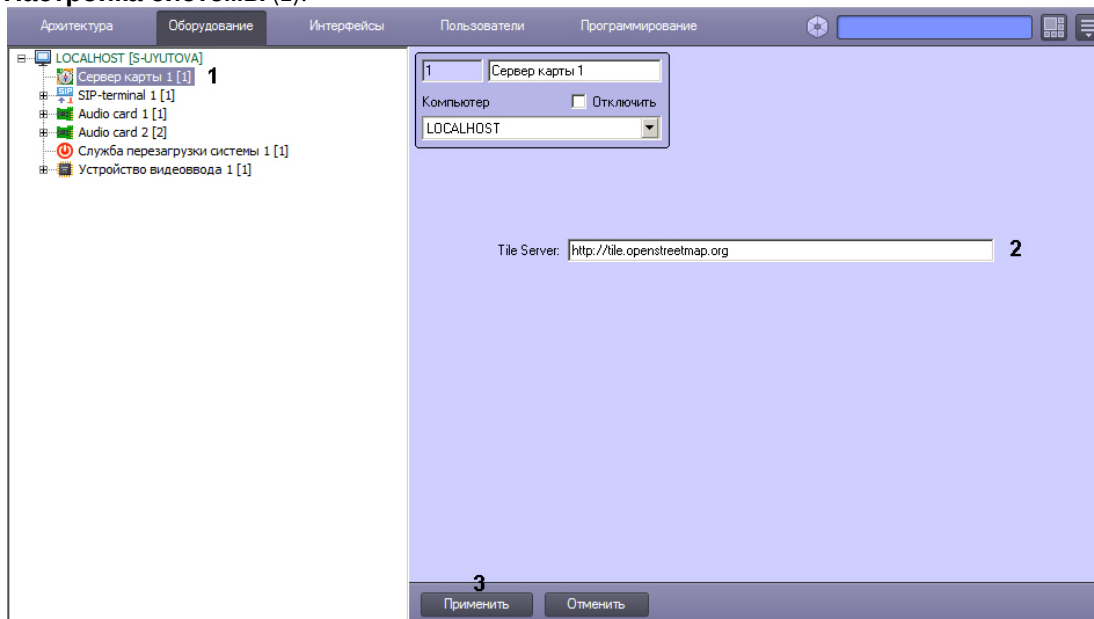 Настройка системы (1).
Архитектура Оборудование Интерфейсы Пользователи Программирование
LOCALHOST [S-UYUTOVA]
Сервер карты 1 [1] 1
SIP-terminal 1 [1]
Audio card 1 [1]
Audio card 2 [2]
Служба перезагрузки системы 1 [1]
Устройство видеоввода 1 [1]
1 Сервер карты 1
Компьютер Отключить
LOCALHOST
Tile Server: http://tile.openstreetmap.org 2
3
Применить Отменить